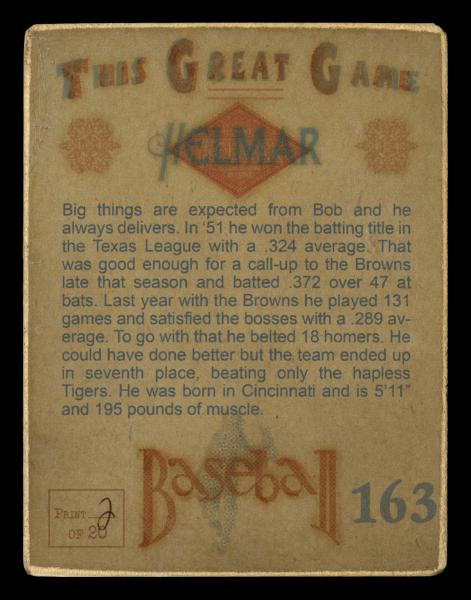 THIS GREAT GAME
HELMAR
Big things are expected from Bob and he
always delivers. In ‘51 he won the batting title in
the Texas League with a .324 average. That
was good enough for a call-up to the Browns
late that season and batted .372 over 47 at
bats. Last year with the Browns he played 131
games and satisfied the bosses with a .289 av-
erage. To go with that he belted 18 homers. He
could have done better but the team ended up
in seventh place, beating only the hapless
Tigers. He was born in Cincinnati and is 5’11”
and 195 pounds of muscle.
Baseball
163
PRINT 2
OF 20